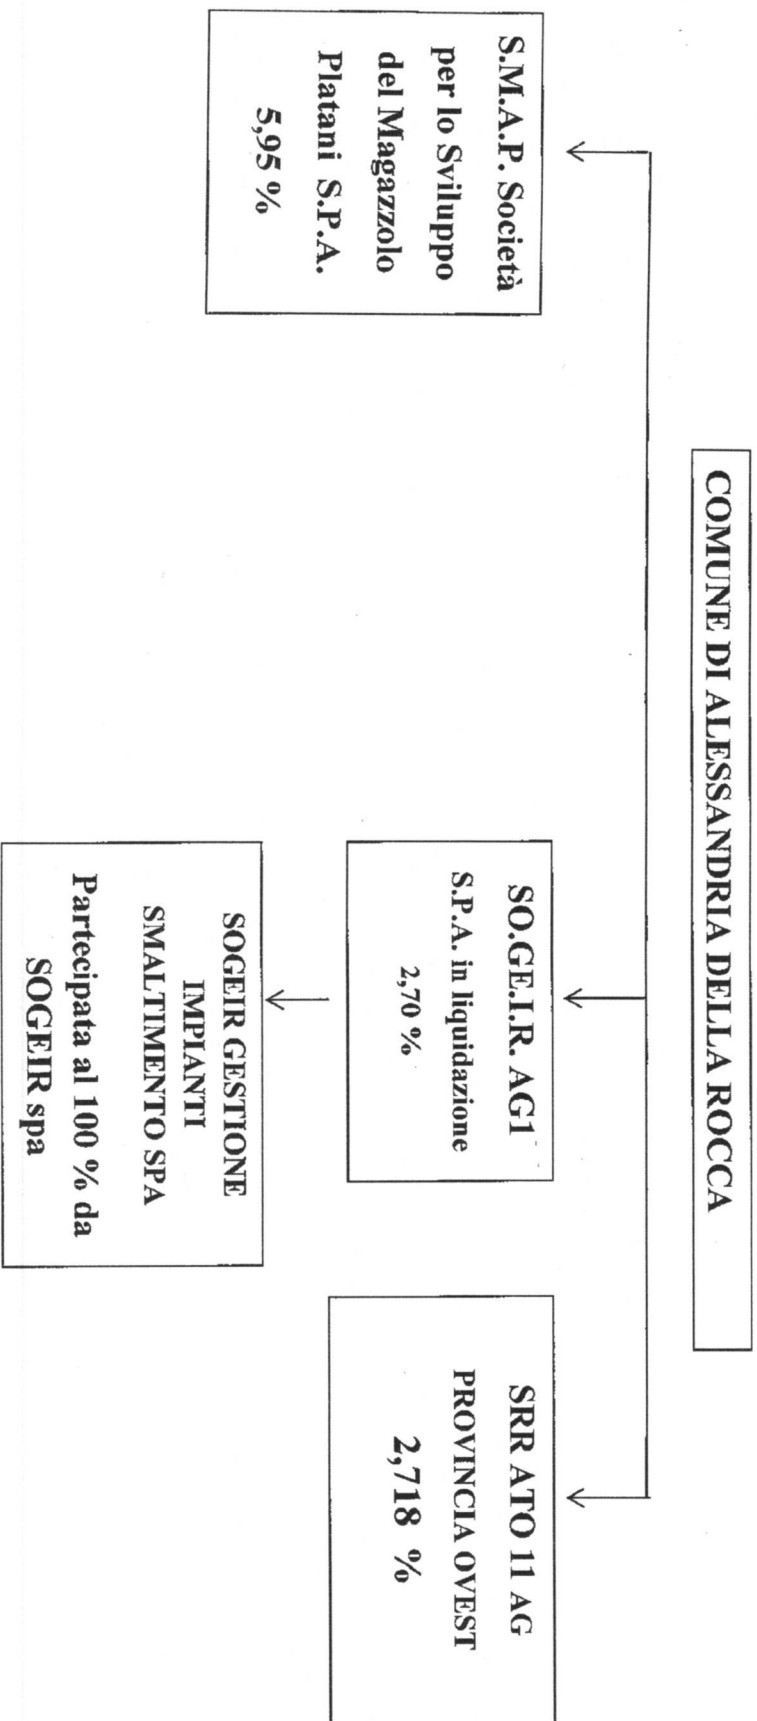 COMUNE DI ALESSANDRIA DELLA ROCCA
S.M.A.P. Società
per lo Sviluppo
del Magazzolo
Platani S.P.A.
5,95 %
SO.GE.I.R. AG1
S.P.A. in liquidazione
2,70 %
SOGEIR GESTIONE
IMPIANTI
SMALTIMENTO SPA
Partecipata al 100 % da
SOGEIR spa
SRR ATO 11 AG
PROVINCIA OVEST
2,718 %